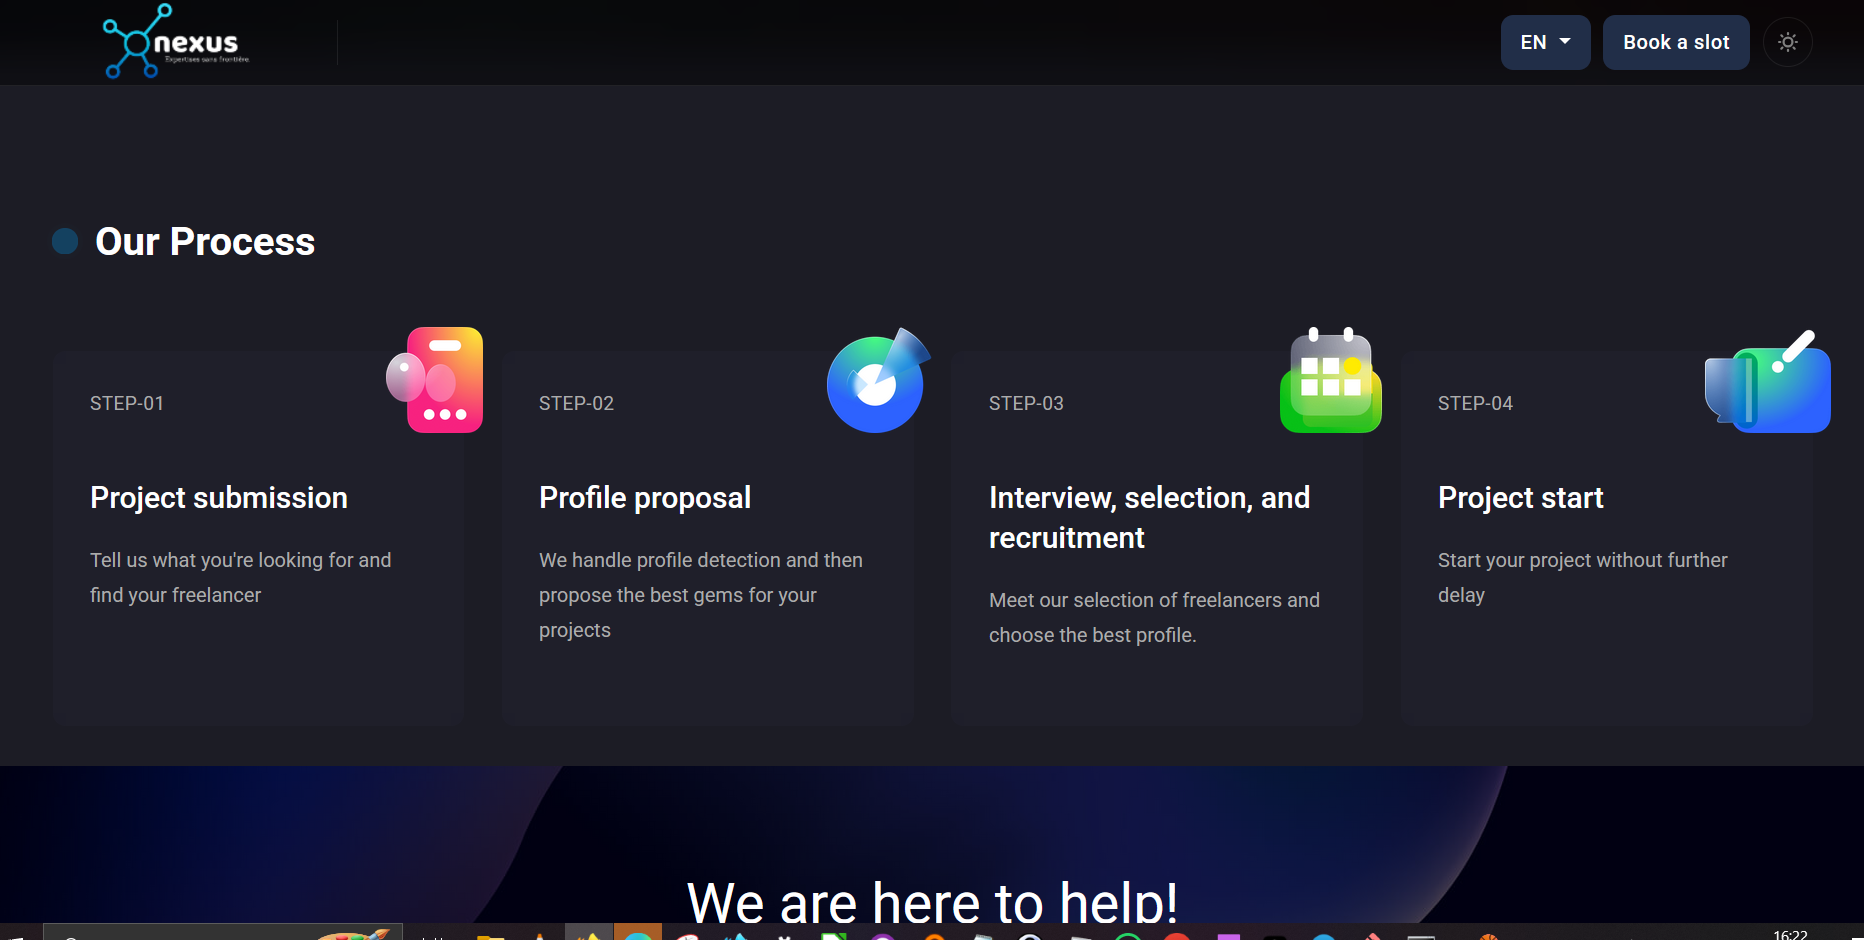 nexus
Expertises sans frontière
EN
Book a slot
Our Process
STEP-01
Project submission
Tell us what you're looking for and
find your freelancer
STEP-02
Profile proposal
We handle profile detection and then
propose the best gems for your
projects
STEP-03
Interview, selection, and
recruitment
Meet our selection of freelancers and
choose the best profile.
STEP-04
Project start
Start your project without further
delay
We are here to help!
16:22